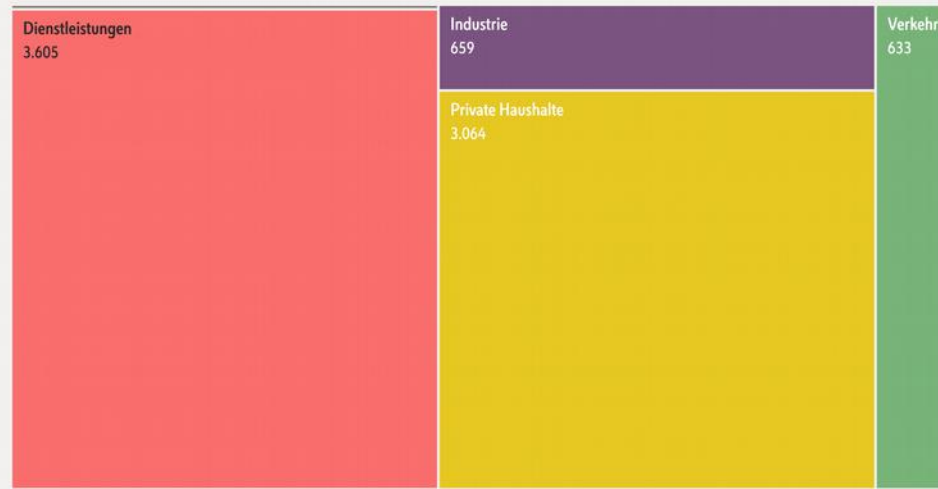 Dienstleistungen
3.605
Industrie
659
Private Haushalte
3.064
Verkehr
633